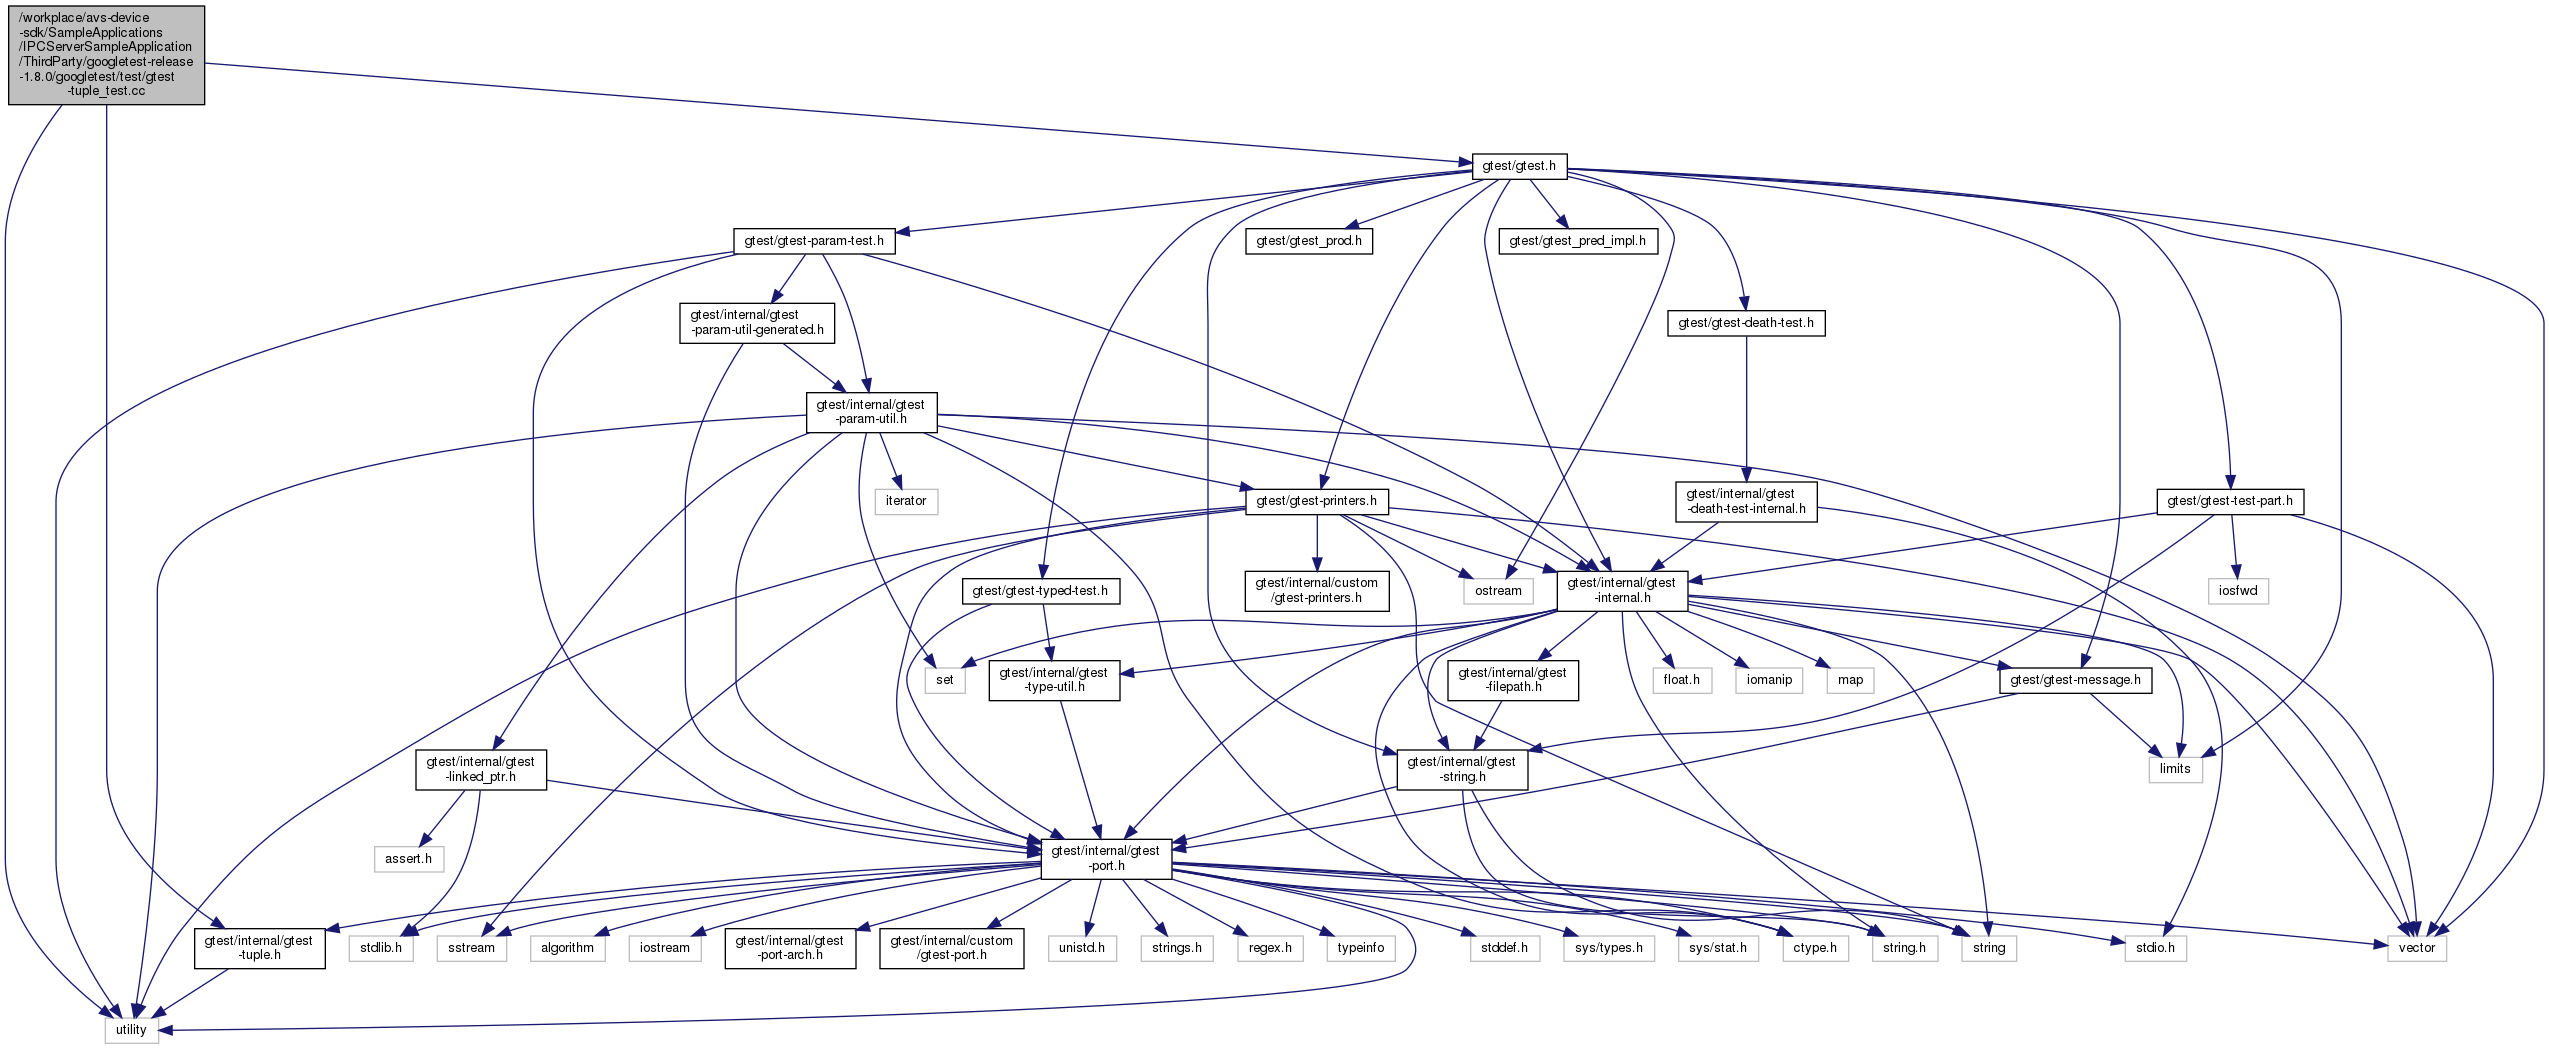 /workplace/avs-device
-sdk/SampleApplications
/IPCServerSampleApplication
/ThirdParty/googletest-release
-1.8.0/googletest/test/gtest
-tuple_test.cc
gtest/gtest.h
gtest/gtest-param-test.h
gtest/gtest_prod.h
gtest/gtest_pred_impl.h
gtest/internal/gtest
-param-util-generated.h
gtest/gtest-death-test.h
gtest/internal/gtest
-param-util.h
iterator
gtest/gtest-printers.h
gtest/internal/gtest
-death-test-internal.h
gtest/gtest-test-part.h
gtest/gtest-typed-test.h
gtest/internal/custom
/gtest-printers.h
ostream
gtest/internal/gtest
-internal.h
iosfwd
set
gtest/internal/gtest
-type-util.h
gtest/internal/gtest
-filepath.h
float.h
iomanip
map
gtest/gtest-message.h
gtest/internal/gtest
-linked_ptr.h
gtest/internal/gtest
-string.h
limits
assert.h
gtest/internal/gtest
-port.h
gtest/internal/gtest
-tuple.h
stdlib.h
sstream
algorithm
iostream
gtest/internal/gtest
-port-arch.h
gtest/internal/custom
/gtest-port.h
unistd.h
strings.h
regex.h
typeinfo
stddef.h
sys/types.h
sys/stat.h
ctype.h
string.h
string
stdio.h
vector
utility